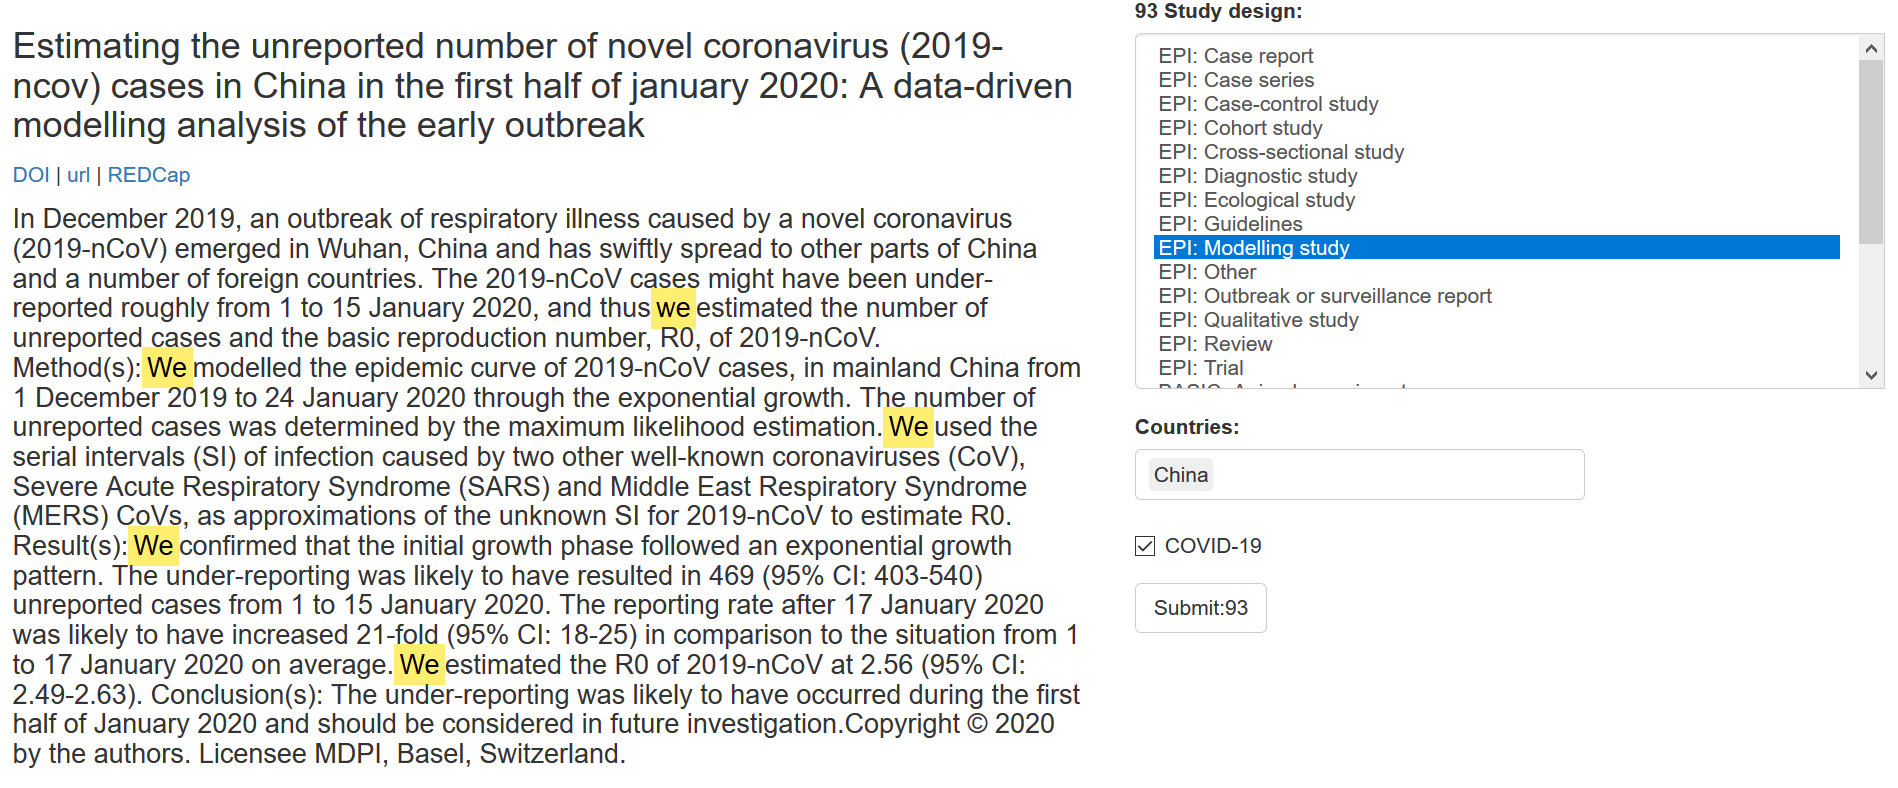 Estimating the unreported number of novel coronavirus (2019-
ncov) cases in China in the first half of january 2020: A data-driven
modelling analysis of the early outbreak
DOI | url | REDCap
In December 2019, an outbreak of respiratory illness caused by a novel coronavirus
(2019-nCoV) emerged in Wuhan, China and has swiftly spread to other parts of China
and a number of foreign countries. The 2019-nCoV cases might have been under-
reported roughly from 1 to 15 January 2020, and thus we estimated the number of
unreported cases and the basic reproduction number, R0, of 2019-nCoV.
Method(s): We modelled the epidemic curve of 2019-nCoV cases, in mainland China from
1 December 2019 to 24 January 2020 through the exponential growth. The number of
unreported cases was determined by the maximum likelihood estimation. We used the
serial intervals (SI) of infection caused by two other well-known coronaviruses (CoV),
Severe Acute Respiratory Syndrome (SARS) and Middle East Respiratory Syndrome
(MERS) CoVs, as approximations of the unknown SI for 2019-nCoV to estimate R0.
Result(s): We confirmed that the initial growth phase followed an exponential growth
pattern. The under-reporting was likely to have resulted in 469 (95% CI: 403-540)
unreported cases from 1 to 15 January 2020. The reporting rate after 17 January 2020
was likely to have increased 21-fold (95% CI: 18-25) in comparison to the situation from 1
to 17 January 2020 on average. We estimated the R0 of 2019-nCoV at 2.56 (95% CI:
2.49-2.63). Conclusion(s): The under-reporting was likely to have occurred during the first
half of January 2020 and should be considered in future investigation.Copyright © 2020
by the authors. Licensee MDPI, Basel, Switzerland.
93 Study design:
EPI: Case report
EPI: Case series
EPI: Case-control study
EPI: Cohort study
EPI: Cross-sectional study
EPI: Diagnostic study
EPI: Ecological study
EPI: Guidelines
EPI: Modelling study
EPI: Other
EPI: Outbreak or surveillance report
EPI: Qualitative study
EPI: Review
EPI: Trial
Countries:
China
COVID-19
Submit:93